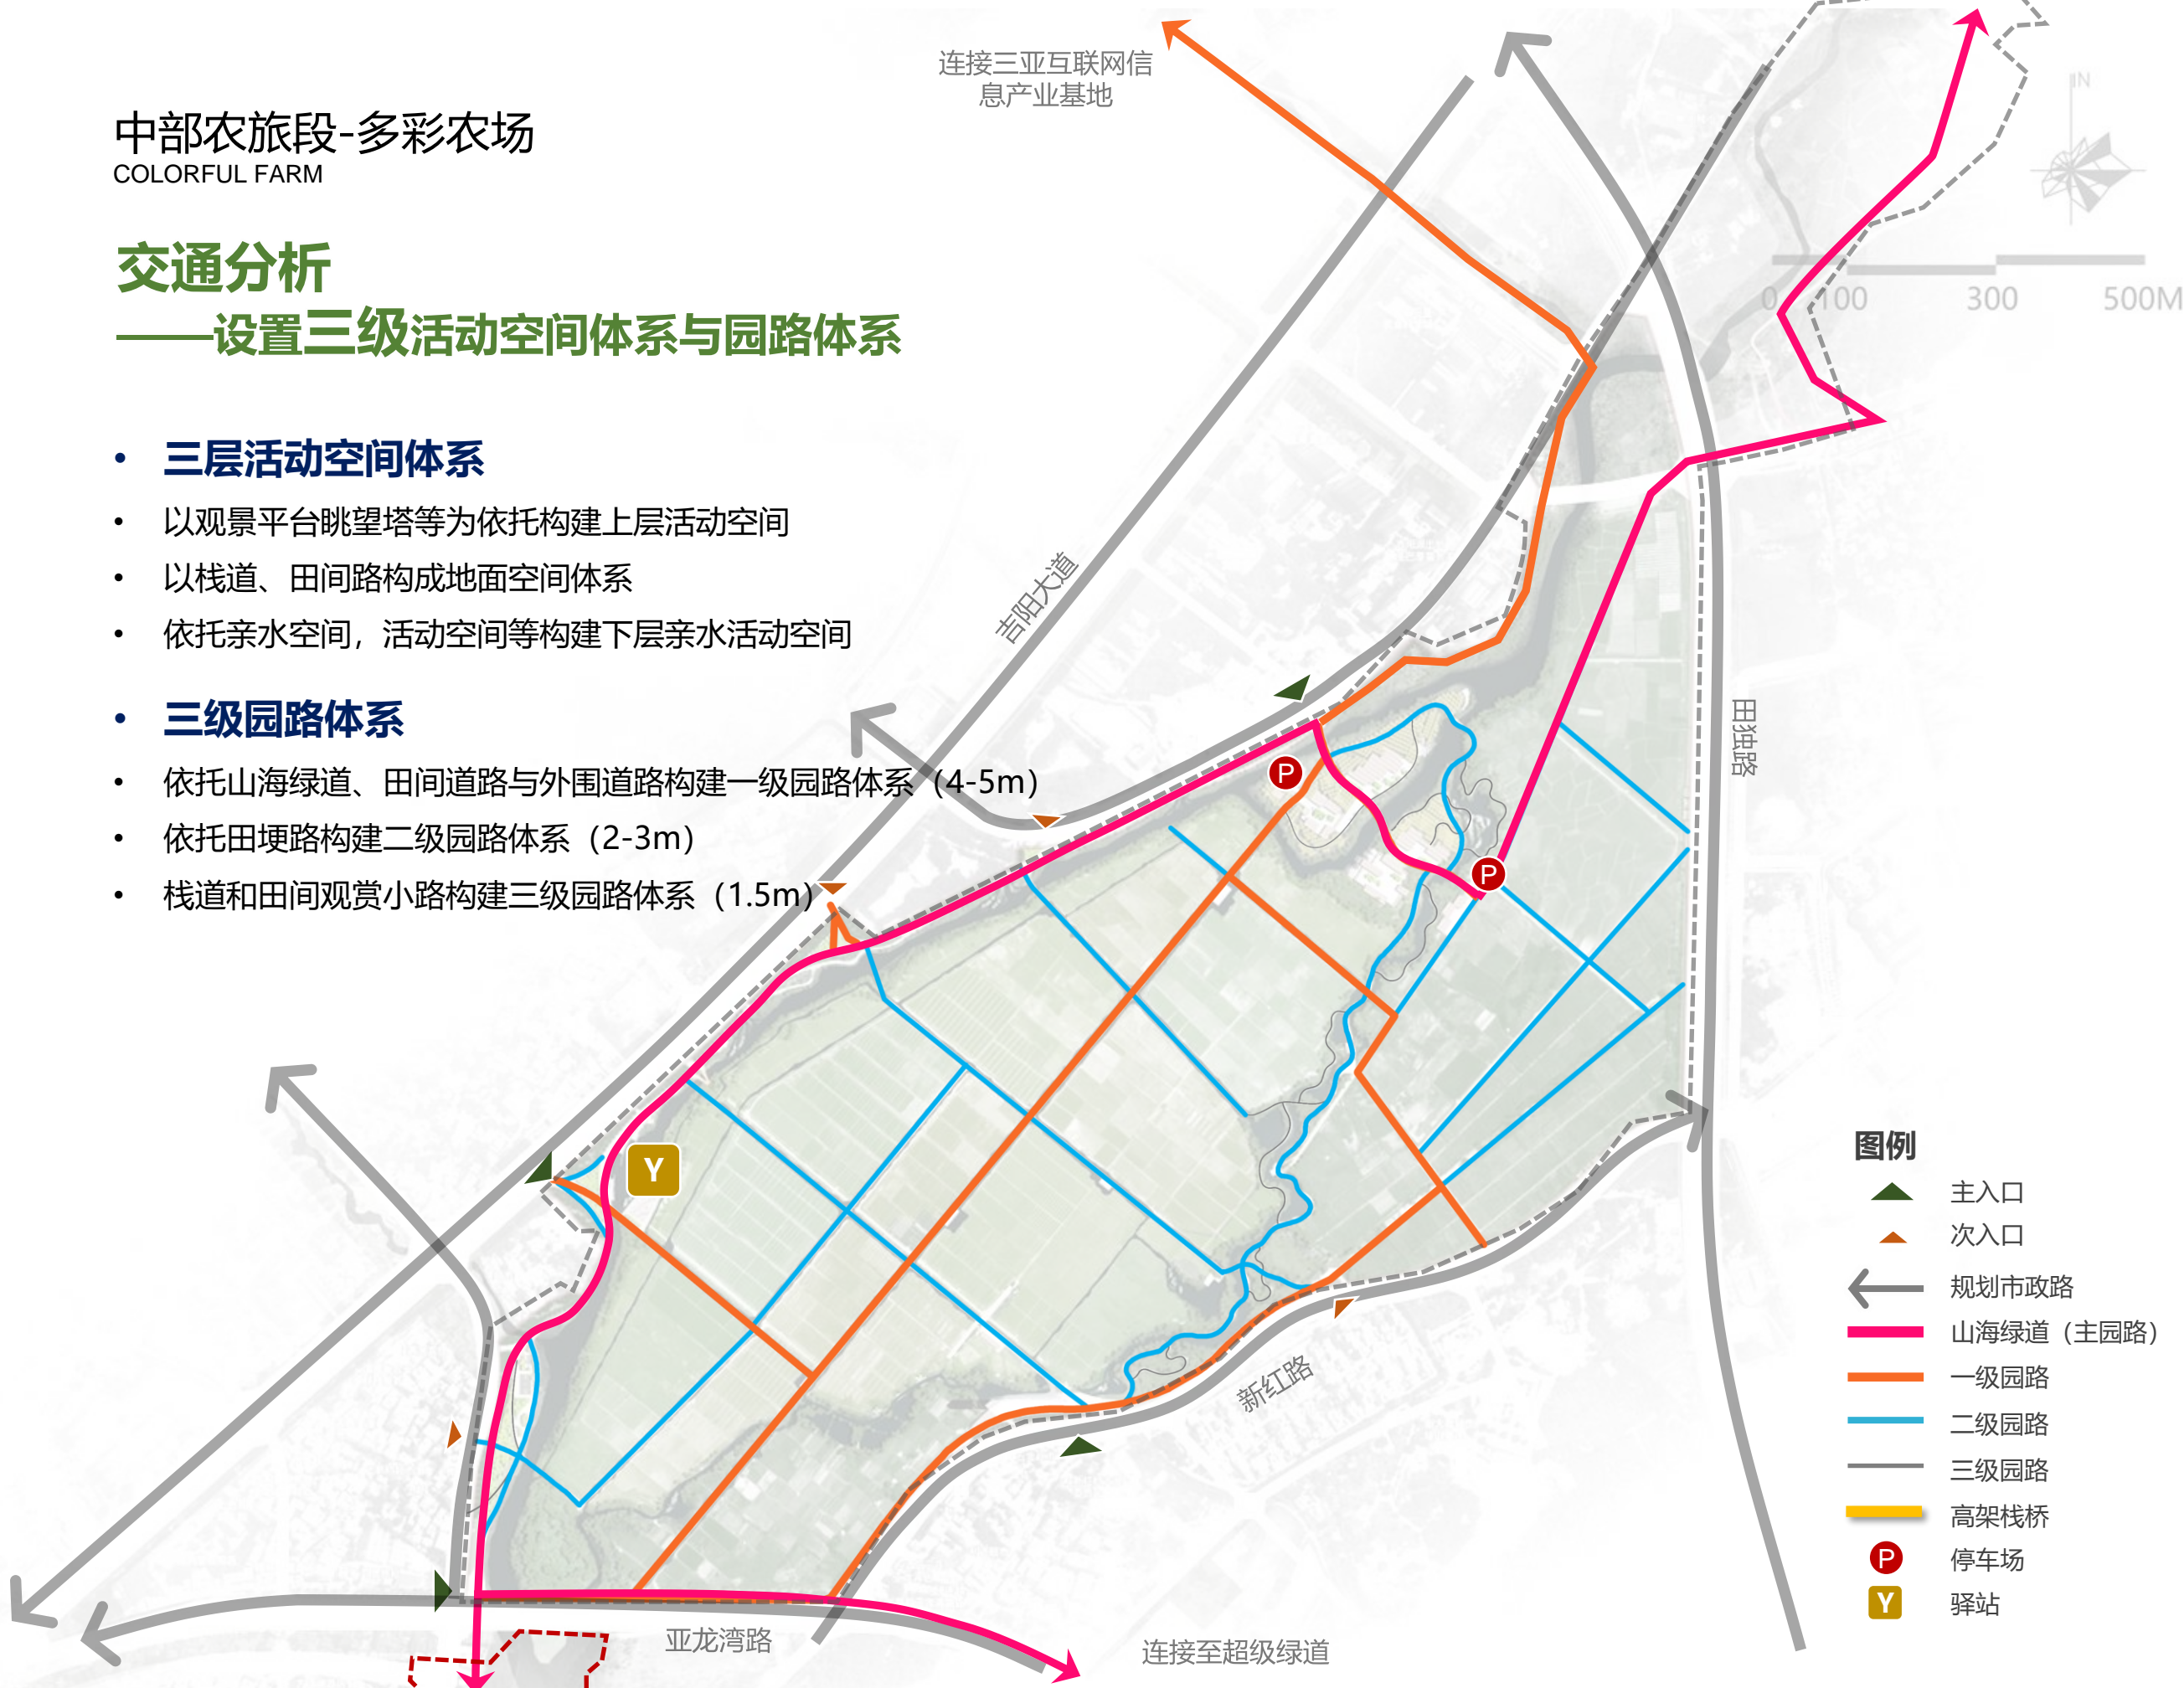 连接三亚互联网信
息产业基地
中部农旅段-多彩农场
COLORFUL FARM
交通分析
——设置三级活动空间体系与园路体系
• 三层活动空间体系
• 以观景平台眺望塔等为依托构建上层活动空间
• 以栈道、田间路构成地面空间体系
• 依托亲水空间，活动空间等构建下层亲水活动空间
• 三级园路体系
• 依托山海绿道、田间道路与外围道路构建一级园路体系（4-5m）
• 依托田埂路构建二级园路体系（2-3m）
• 栈道和田间观赏小路构建三级园路体系（1.5m）
IN
0 100 300 500M
吉阳大道
田独路
P
P
Y
新红路
亚龙湾路
连接至超级绿道
图例
主入口
次入口
规划市政路
山海绿道（主园路）
一级园路
二级园路
三级园路
高架栈桥
P 停车场
Y 驿站